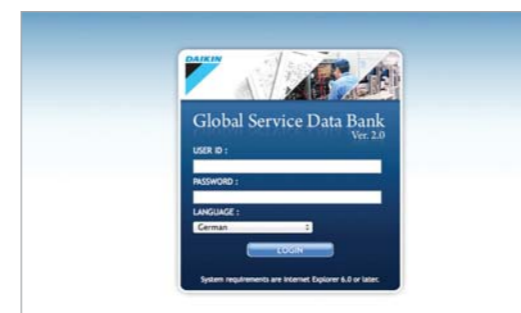 DAIKIN
Global Service Data Bank
Ver. 2.0
USER ID :
PASSWORD :
LANGUAGE :
German
LOGIN
System requirements are Internet Explorer 6.0 or later.